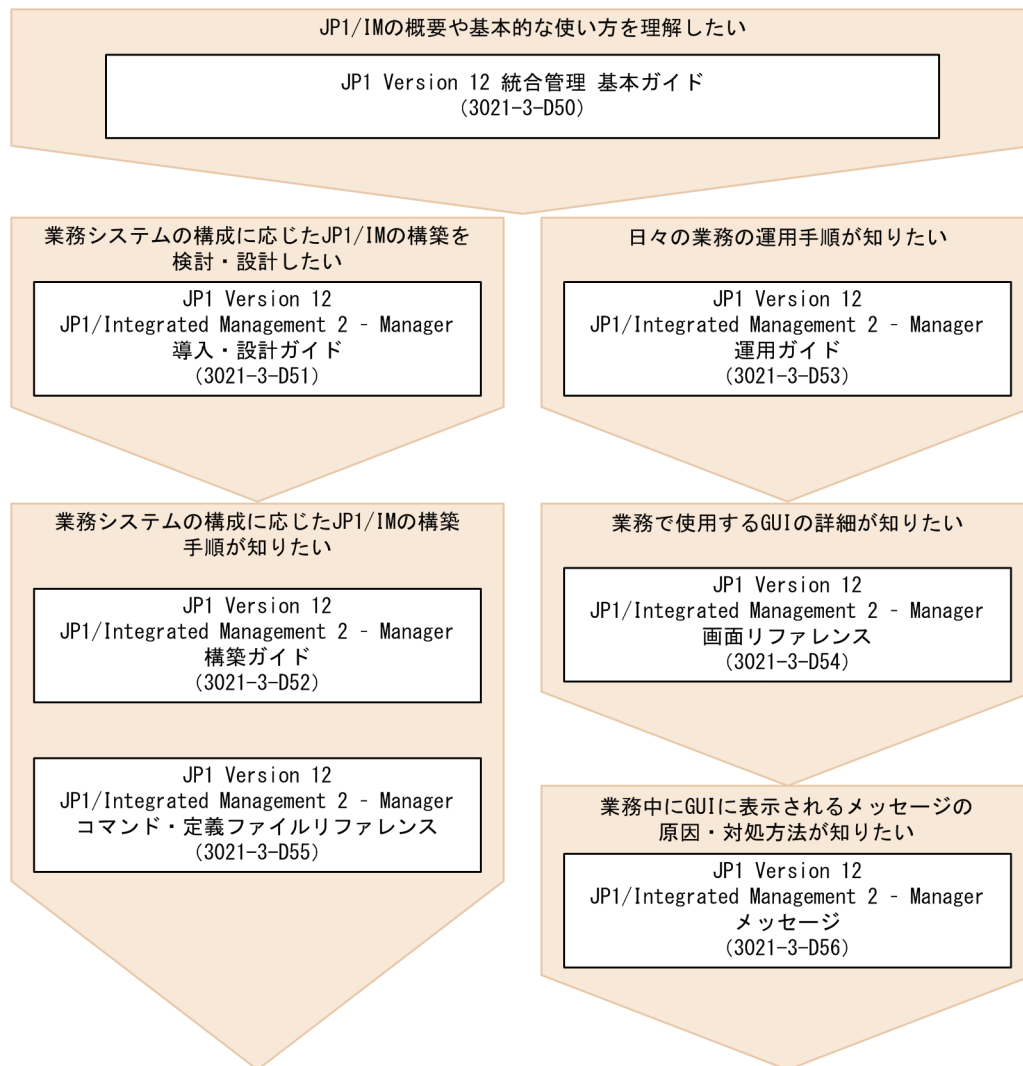 JP1/IMの概要や基本的な使い方を理解したい
JP1 Version 12 統合管理 基本ガイド
(3021-3-D50)
業務システムの構成に応じたJP1/IMの構築を
検討・設計したい
JP1 Version 12
JP1/Integrated Management 2 - Manager
導入・設計ガイド
(3021-3-D51)
業務システムの構成に応じたJP1/IMの構築
手順が知りたい
JP1 Version 12
JP1/Integrated Management 2 - Manager
構築ガイド
(3021-3-D52)
JP1 Version 12
JP1/Integrated Management 2 - Manager
コマンド・定義ファイルリファレンス
(3021-3-D55)
日々の業務の運用手順が知りたい
JP1 Version 12
JP1/Integrated Management 2 - Manager
運用ガイド
(3021-3-D53)
業務で使用するGUIの詳細が知りたい
JP1 Version 12
JP1/Integrated Management 2 - Manager
画面リファレンス
(3021-3-D54)
業務中にGUIに表示されるメッセージの
原因・対処方法が知りたい
JP1 Version 12
JP1/Integrated Management 2 - Manager
メッセージ
(3021-3-D56)